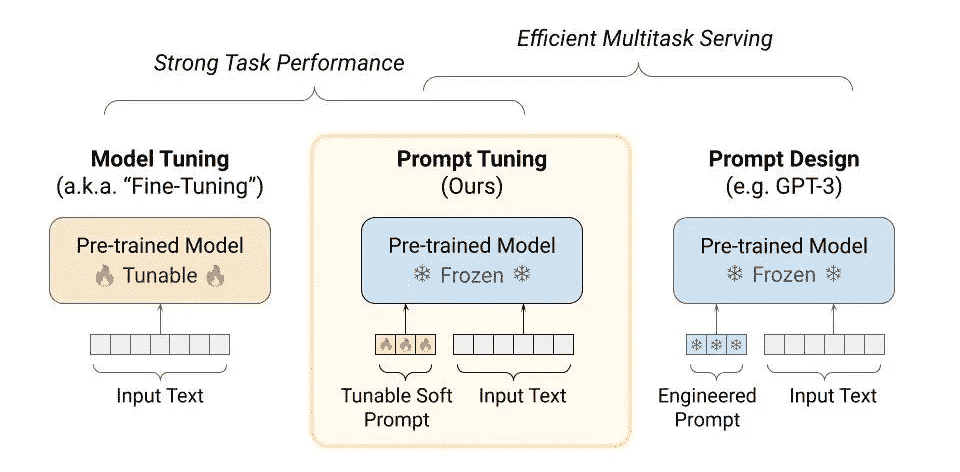 Efficient Multitask Serving
Strong Task Performance
Model Tuning
(a.k.a. “Fine-Tuning”)
Pre-trained Model
Tunable
Input Text
Prompt Tuning
(Ours)
Pre-trained Model
Frozen
Tunable Soft
Prompt
Input Text
Prompt Design
(e.g. GPT-3)
Pre-trained Model
Frozen
Engineered
Prompt
Input Text